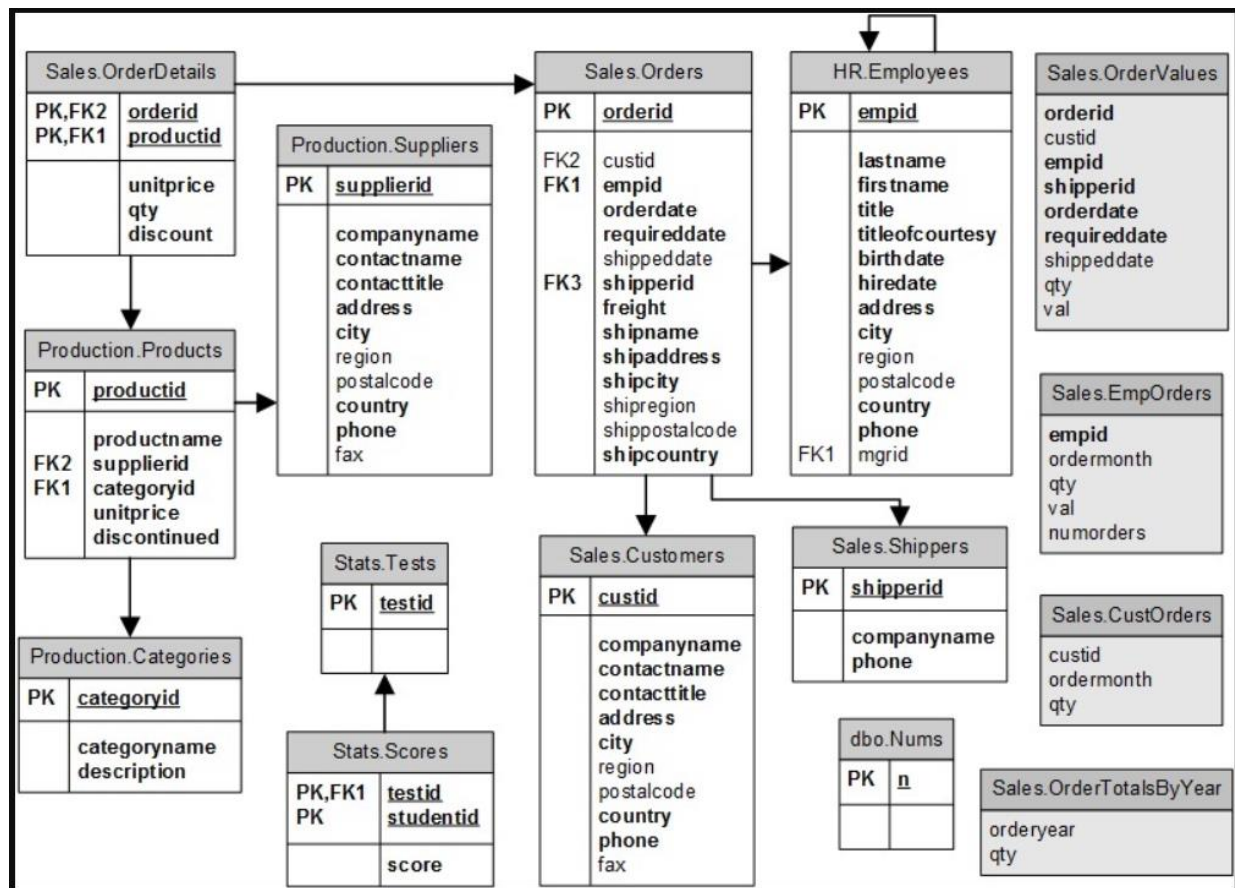 Sales.OrderDetails
PK,FK2 orderid
PK,FK1 productid
unitprice
qty
discount
Production.Suppliers
PK supplierid
companyname
contactname
contacttitle
address
city
region
postalcode
country
phone
fax
Sales.Orders
PK orderid
FK2 custid
FK1 empid
orderdate
requireddate
shippeddate
FK3 shipperid
freight
shipname
shipaddress
shipcity
shipregion
shippostalcode
shipcountry
HR.Employees
PK empid
lastname
firstname
title
titleofcourtesy
birthdate
hiredate
address
city
region
postalcode
country
phone
FK1 mgrid
Sales.OrderValues
orderid
custid
empid
shipperid
orderdate
requireddate
shippeddate
qty
val
Production.Products
PK productid
productname
FK2 supplierid
FK1 categoryid
unitprice
discontinued
Sales.EmpOrders
empid
ordermonth
qty
val
numorders
Stats.Tests
PK testid
Sales.Customers
PK custid
companyname
contactname
contacttitle
address
city
region
postalcode
country
phone
fax
Sales.Shippers
PK shipperid
companyname
phone
Sales.CustOrders
custid
ordermonth
qty
Production.Categories
PK categoryid
categoryname
description
Stats.Scores
PK,FK1 testid
PK studentid
score
dbo.Nums
PK n
Sales.OrderTotalsByYear
orderyear
qty